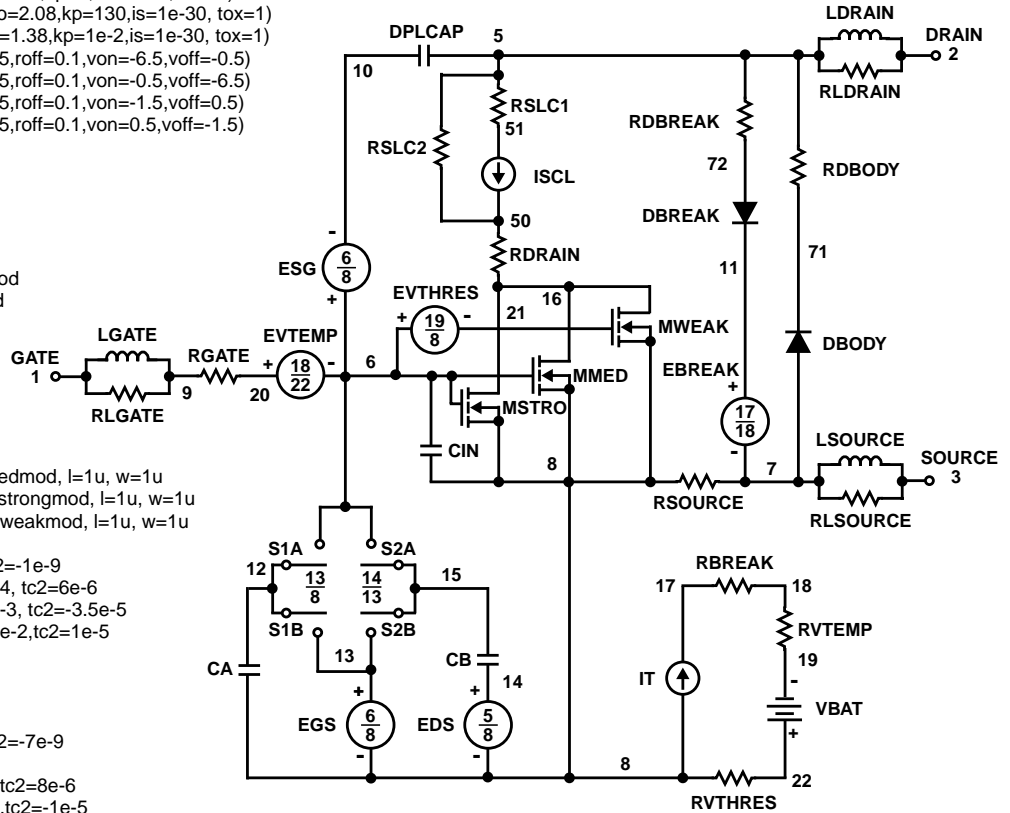 o=2.08,kp=130,is=1e-30, tox=1)
=1.38,kp=1e-2,is=1e-30, tox=1)
5,roff=0.1,von=-6.5,voff=-0.5)
5,roff=0.1,von=-0.5,voff=-6.5)
5,roff=0.1,von=-1.5,voff=0.5)
5,roff=0.1,von=0.5,voff=-1.5)
od
d
edmod, l=1u, w=1u
strongmod, l=1u, w=1u
weakmod, l=1u, w=1u
2=-1e-9
4, tc2=6e-6
-3, tc2=-3.5e-5
e-2,tc2=1e-5
2=-7e-9
tc2=8e-6
,tc2=-1e-5
LDRAIN
DPLCAP 5 DRAIN
10 2
RLDRAIN
RSLC1
51
RDBREAK
RSLC2
72 RDBODY
ISCL
DBREAK
50
- RDRAIN
71
ESG 6/8 11
+ EVTHRES 16
21
+ 19/8 - MWEAK
LGATE EVTEMP
GATE RGATE + 18/22 - 6 EBREAK DBODY
1 MMED +
9 20
RLGATE MSTRO 17/18
-
CIN LSOURCE
8 7 SOURCE
3
RSOURCE
RLSOURCE
S1A S2A
12 13/8 14/13 15 RBREAK
17 18
S1B S2B RVTEMP
13 CB 19
CA 14 IT -
+ + VBAT
EGS 6/8 EDS 5/8 +
- - 8 22
RVTHRES